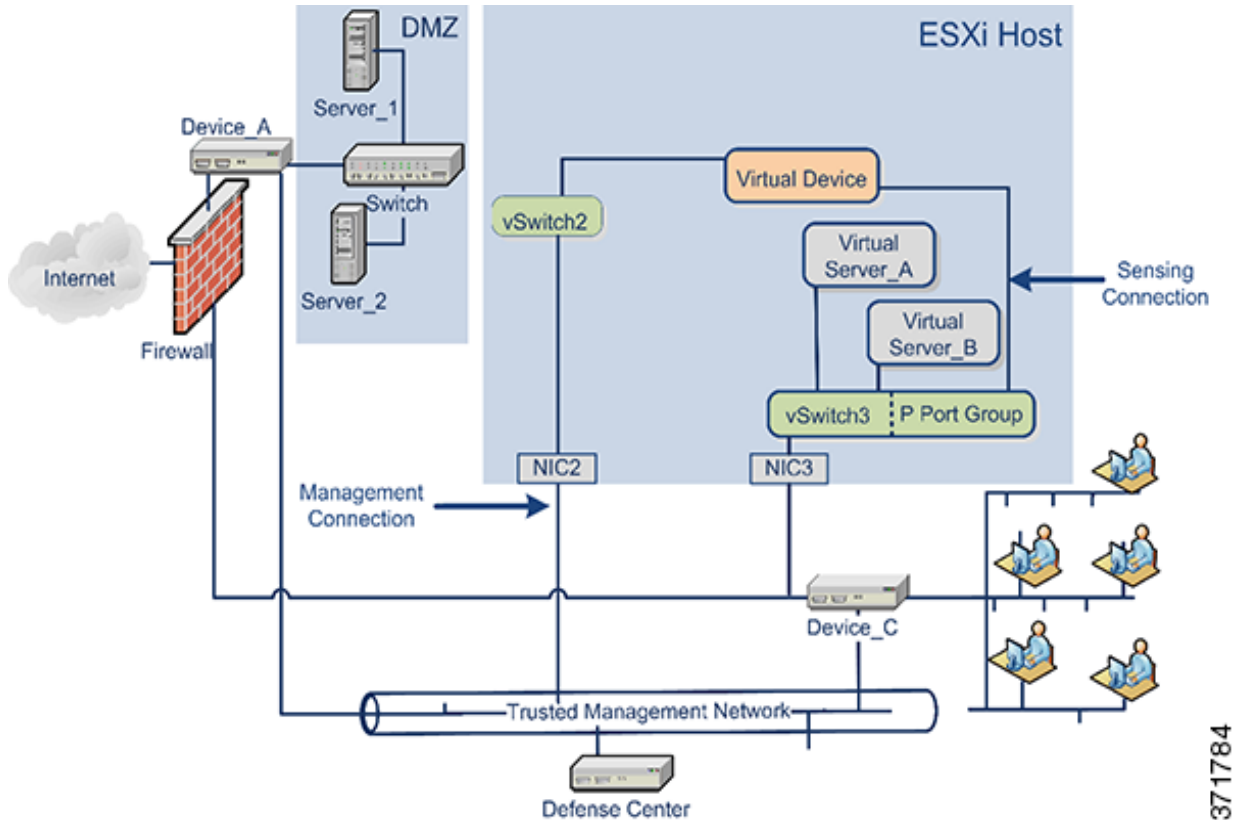 DMZ
ESXi Host
Server_1
Device_A
Switch
Server_2
Internet
Firewall
Virtual Device
vSwitch2
Virtual
Server_A
Virtual
Server_B
Sensing
Connection
vSwitch3
P Port Group
NIC2
NIC3
Management
Connection
Device_C
Trusted Management Network
Defense Center
371784